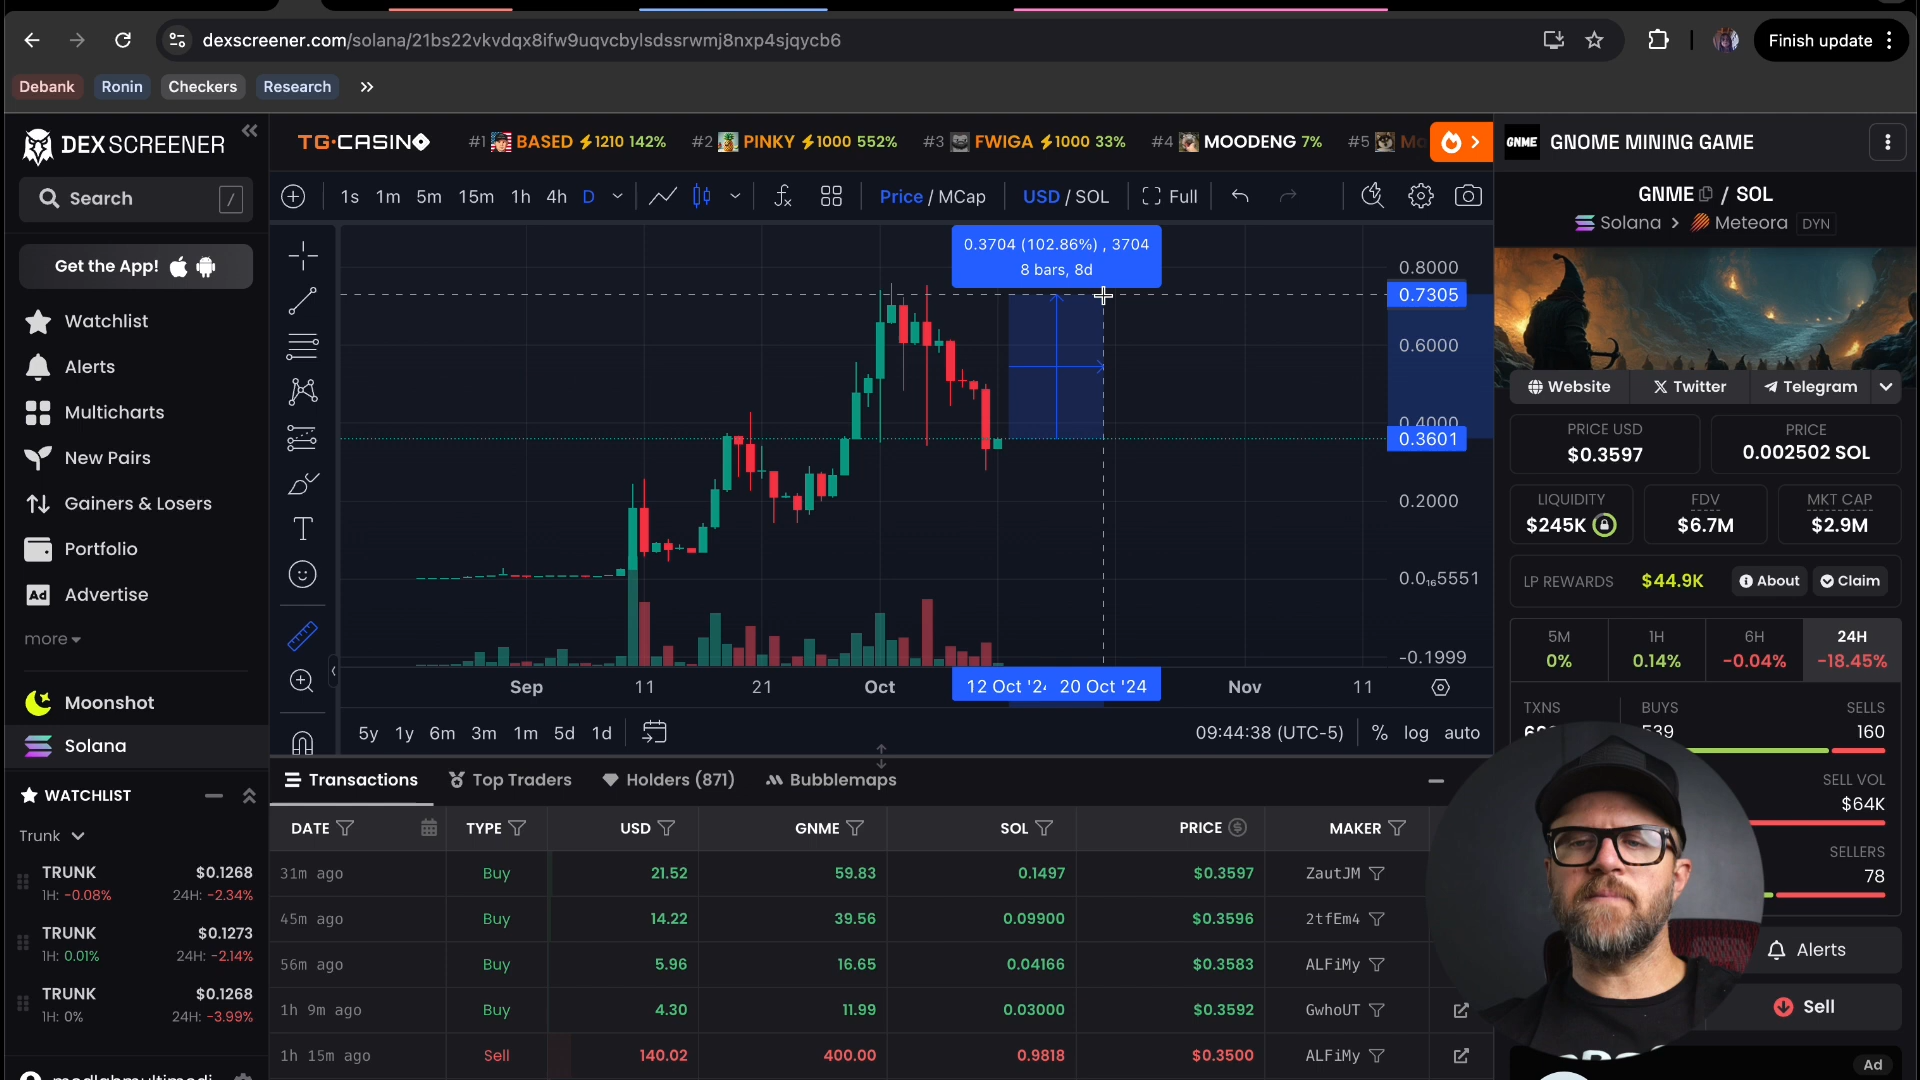 dexscreener.com/solana/21bs22vkvdqx8ifw9uqvcbylsdssrwmj8nxp4sjqycb6
Finish update
Debank Ronin Checkers Research
DEXSCREENER
TG.CASINO
#1 BASED 1210 142% #2 PINKY 1000 552% #3 FWIGA 1000 33% #4 MOODENG 7% #5
GNME GNOME MINING GAME
Search /
1s 1m 5m 15m 1h 4h D Price / MCap USD / SOL Full
GNME / SOL
Solana > Meteora DYN
Get the App!
Watchlist
Alerts
Multicharts
New Pairs
Gainers & Losers
Portfolio
Ad Advertise
more
Moonshot
Solana
0.3704 (102.86%) , 3704
8 bars, 8d
0.8000
0.7305
0.6000
0.4000
0.3601
0.2000
0.0₁₆5551
-0.1999
Sep 11 21 Oct 12 Oct '24 20 Oct '24 Nov 11
5y 1y 6m 3m 1m 5d 1d 09:44:38 (UTC-5) % log auto
Website Twitter Telegram
PRICE USD PRICE
$0.3597 0.002502 SOL
LIQUIDITY FDV MKT CAP
$245K $6.7M $2.9M
LP REWARDS $44.9K About Claim
5M 1H 6H 24H
0% 0.14% -0.04% -18.45%
TXNS BUYS SELLS
539 160
SELL VOL
$64K
SELLERS
78
Alerts
Sell
Ad
WATCHLIST
Trunk
TRUNK $0.1268
1H: -0.08% 24H: -2.34%
TRUNK $0.1273
1H: 0.01% 24H: -2.14%
TRUNK $0.1268
1H: 0% 24H: -3.99%
Transactions Top Traders Holders (871) Bubblemaps
DATE TYPE USD GNME SOL PRICE MAKER
31m ago Buy 21.52 59.83 0.1497 $0.3597 ZautJM
45m ago Buy 14.22 39.56 0.09900 $0.3596 2tfEm4
56m ago Buy 5.96 16.65 0.04166 $0.3583 ALFiMy
1h 9m ago Buy 4.30 11.99 0.03000 $0.3592 GwhoUT
1h 15m ago Sell 140.02 400.00 0.9818 $0.3500 ALFiMy